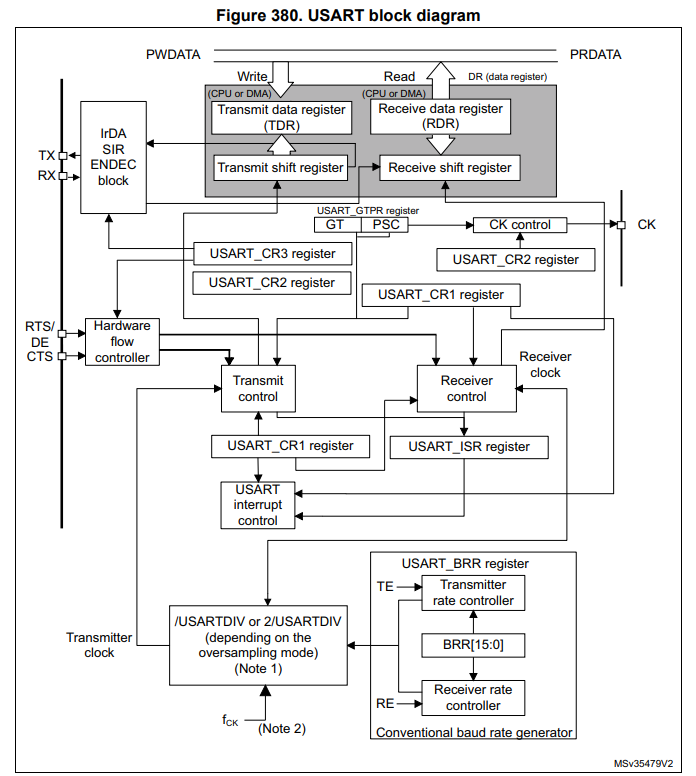 Figure 380. USART block diagram
PWDATA
PRDATA
Write
Read
DR (data register)
(CPU or DMA)
(CPU or DMA)
Transmit data register
(TDR)
Receive data register
(RDR)
IrDA
SIR
ENDEC
block
TX
RX
Transmit shift register
Receive shift register
USART_GTPR register
GT
PSC
CK control
CK
USART_CR3 register
USART_CR2 register
USART_CR2 register
USART_CR1 register
RTS/
DE
CTS
Hardware
flow
controller
Receiver
clock
Transmit
control
Receiver
control
USART_CR1 register
USART_ISR register
USART
interrupt
control
USART_BRR register
TE
Transmitter
rate controller
/USARTDIV or 2/USARTDIV
(depending on the
oversampling mode)
(Note 1)
Transmitter
clock
BRR[15:0]
RE
Receiver rate
controller
fCK
(Note 2)
Conventional baud rate generator
MSv35479V2